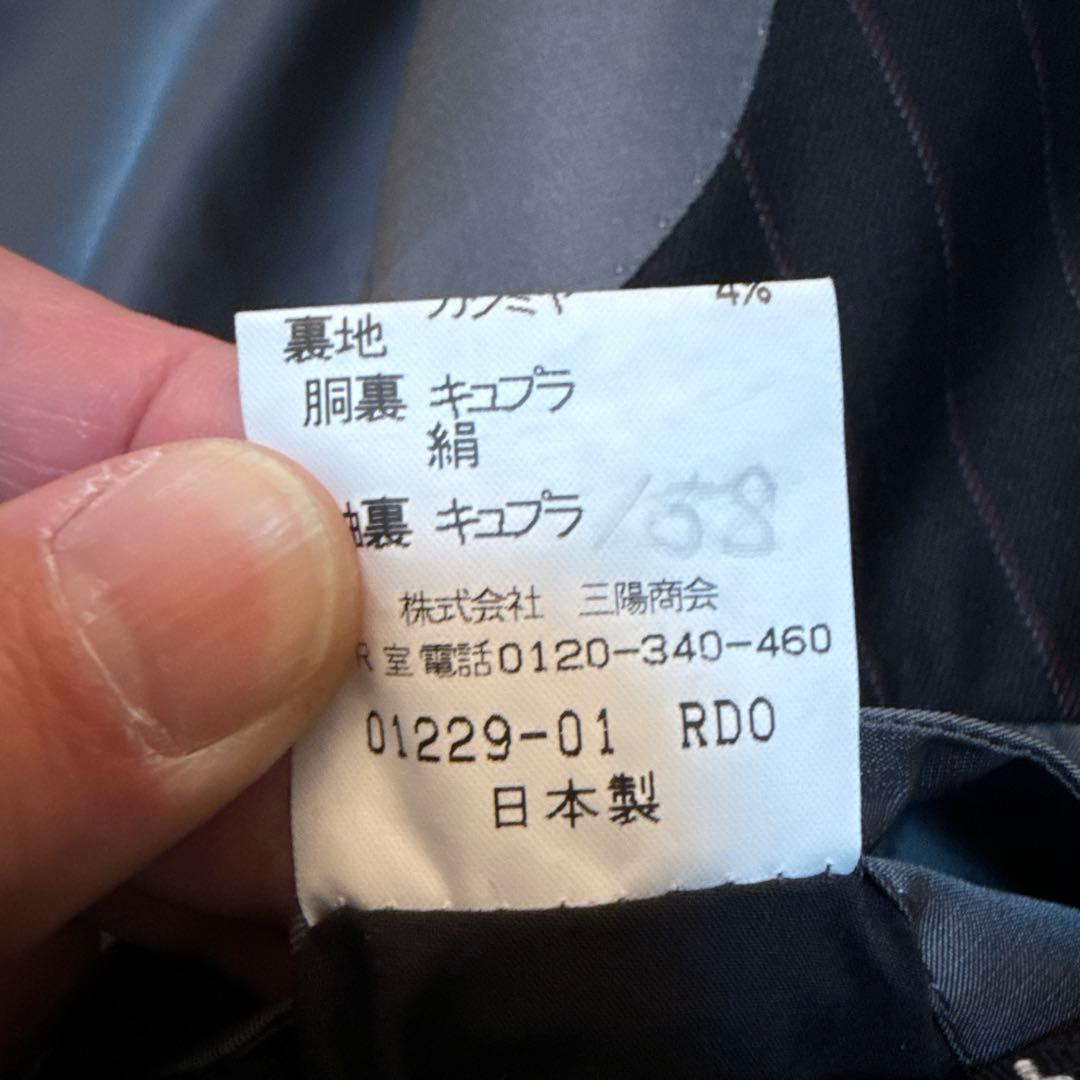 カシミヤ 4%
裏地
胴裏 キュプラ
絹
袖裏 キュプラ
株式会社 三陽商会
R室電話0120-340-460
01229-01 RDO
日本製